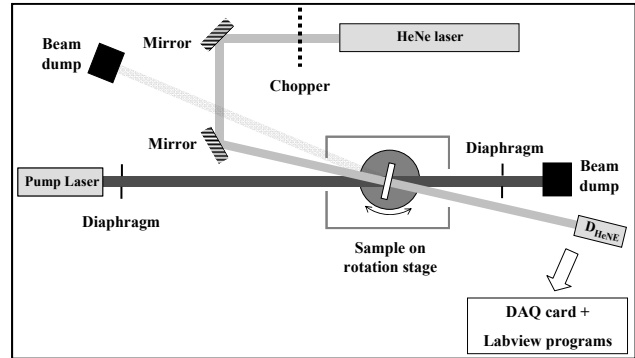 HeNe laser
Mirror
Beam
dump
Chopper
Mirror
Diaphragm
Pump Laser
Beam
dump
Diaphragm
D_HeNE
Sample on
rotation stage
DAQ card +
Labview programs